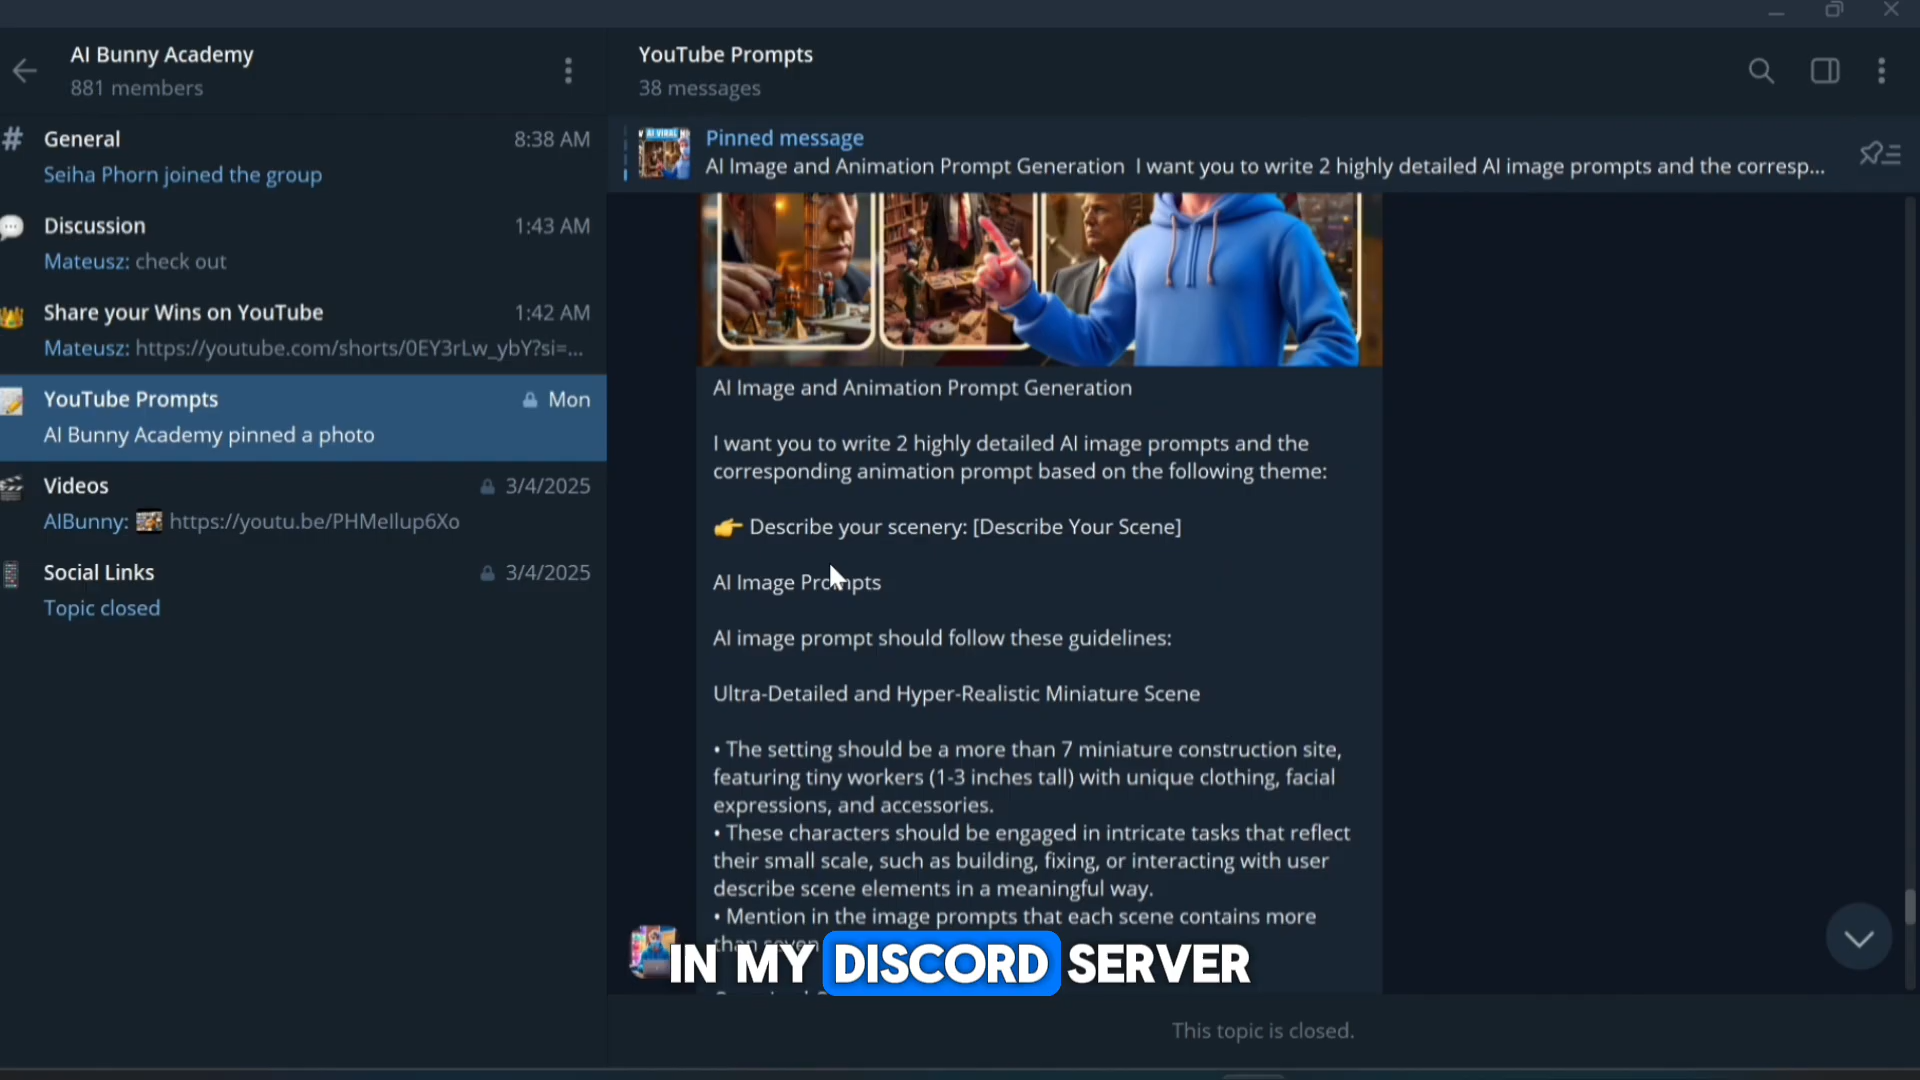 AI Bunny Academy
881 members
General 8:38 AM
Seiha Phorn joined the group
Discussion 1:43 AM
Mateusz: check out
Share your Wins on YouTube 1:42 AM
Mateusz: https://youtube.com/shorts/0EY3rLw_ybY?si=...
YouTube Prompts Mon
AI Bunny Academy pinned a photo
Videos 3/4/2025
AIBunny: https://youtu.be/PHMeIlup6Xo
Social Links 3/4/2025
Topic closed
YouTube Prompts
38 messages
Pinned message
AI Image and Animation Prompt Generation I want you to write 2 highly detailed AI image prompts and the corresp...
AI Image and Animation Prompt Generation
I want you to write 2 highly detailed AI image prompts and the
corresponding animation prompt based on the following theme:
👉 Describe your scenery: [Describe Your Scene]
AI Image Prompts
AI image prompt should follow these guidelines:
Ultra-Detailed and Hyper-Realistic Miniature Scene
• The setting should be a more than 7 miniature construction site,
featuring tiny workers (1-3 inches tall) with unique clothing, facial
expressions, and accessories.
• These characters should be engaged in intricate tasks that reflect
their small scale, such as building, fixing, or interacting with user
describe scene elements in a meaningful way.
• Mention in the image prompts that each scene contains more
than seven
IN MY DISCORD SERVER
This topic is closed.